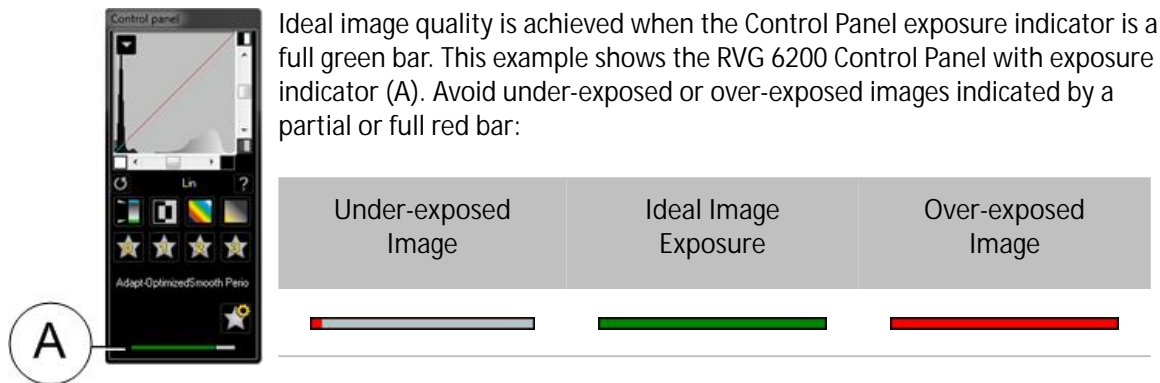 Control panel
Ideal image quality is achieved when the Control Panel exposure indicator is a
full green bar. This example shows the RVG 6200 Control Panel with exposure
indicator (A). Avoid under-exposed or over-exposed images indicated by a
partial or full red bar:
Lin
?
Adapt-OptimizedSmooth Perio
A
Under-exposed
Image
Ideal Image
Exposure
Over-exposed
Image